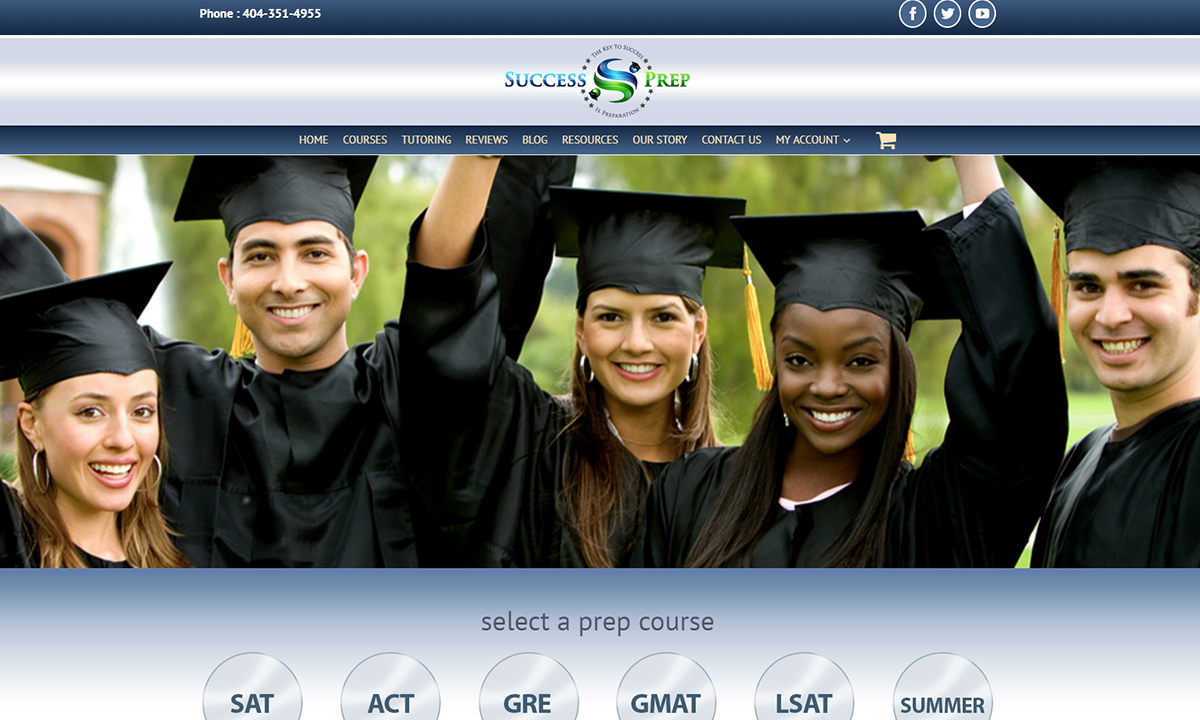 Phone : 404-351-4955
THE KEY TO SUCCESS
SUCCESS PREP
IS PREPARATION
HOME COURSES TUTORING REVIEWS BLOG RESOURCES OUR STORY CONTACT US MY ACCOUNT
select a prep course
SAT ACT GRE GMAT LSAT SUMMER